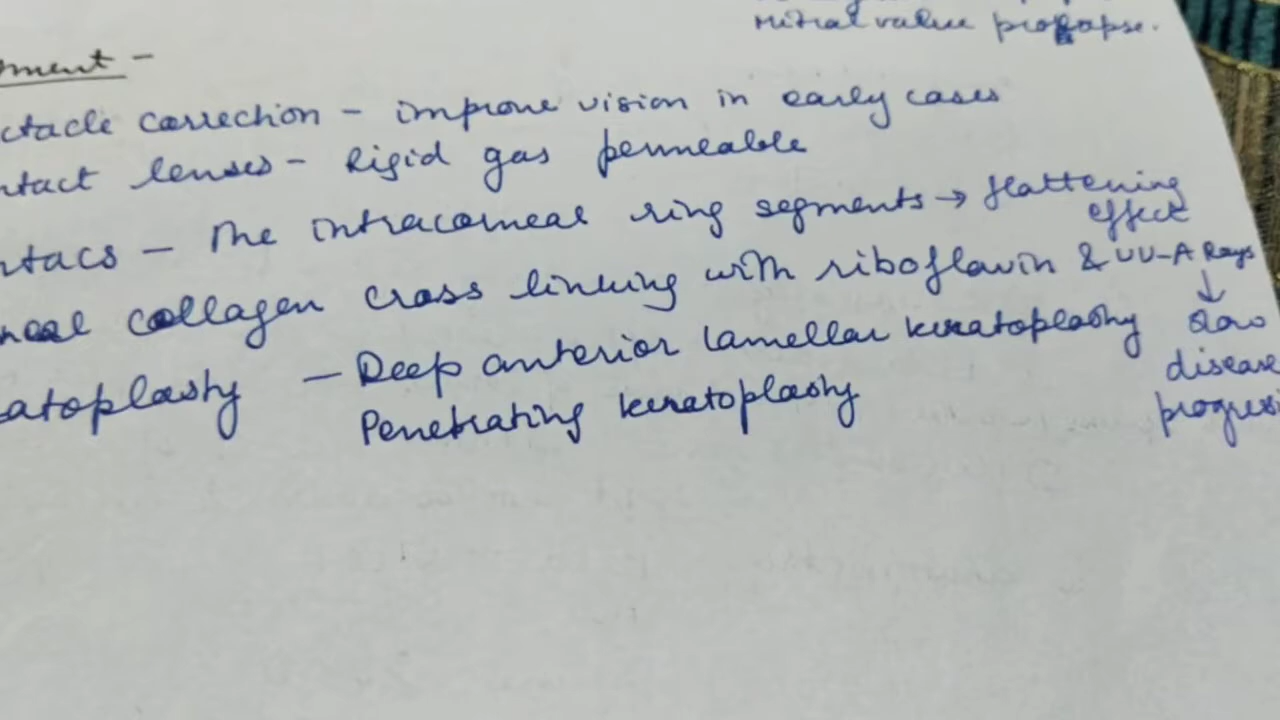 mitral value prolapse.
ment -
ctacle correction - improve vision in early cases
ntact lenses - Rigid gas permeable
ntacs - The intracorneal ring segments → flattening
effect
neal collagen cross linking with riboflavin & UV-A Rays
↓
slow
disease
progressi
atoplasty - Deep anterior lamellar keratoplasty
Penetrating keratoplasty